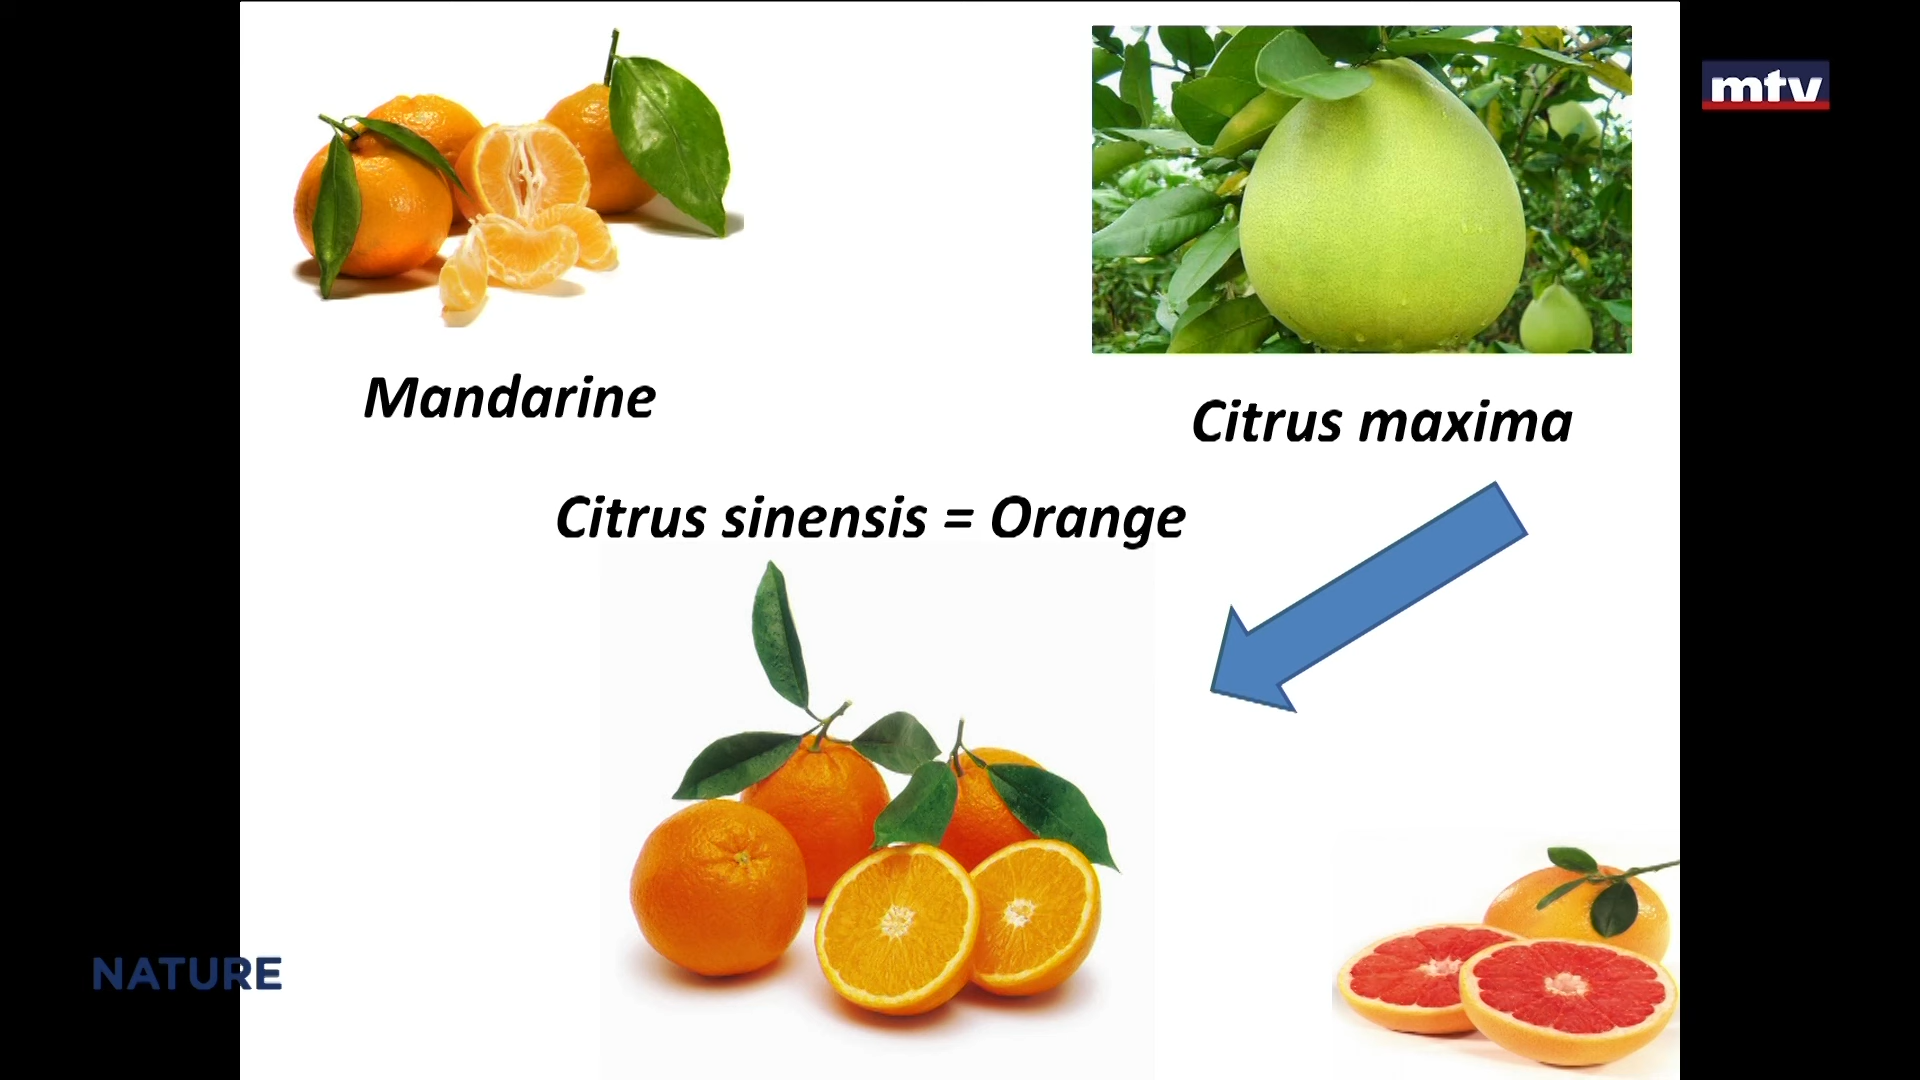 mtv
Mandarine
Citrus maxima
Citrus sinensis = Orange
NATURE